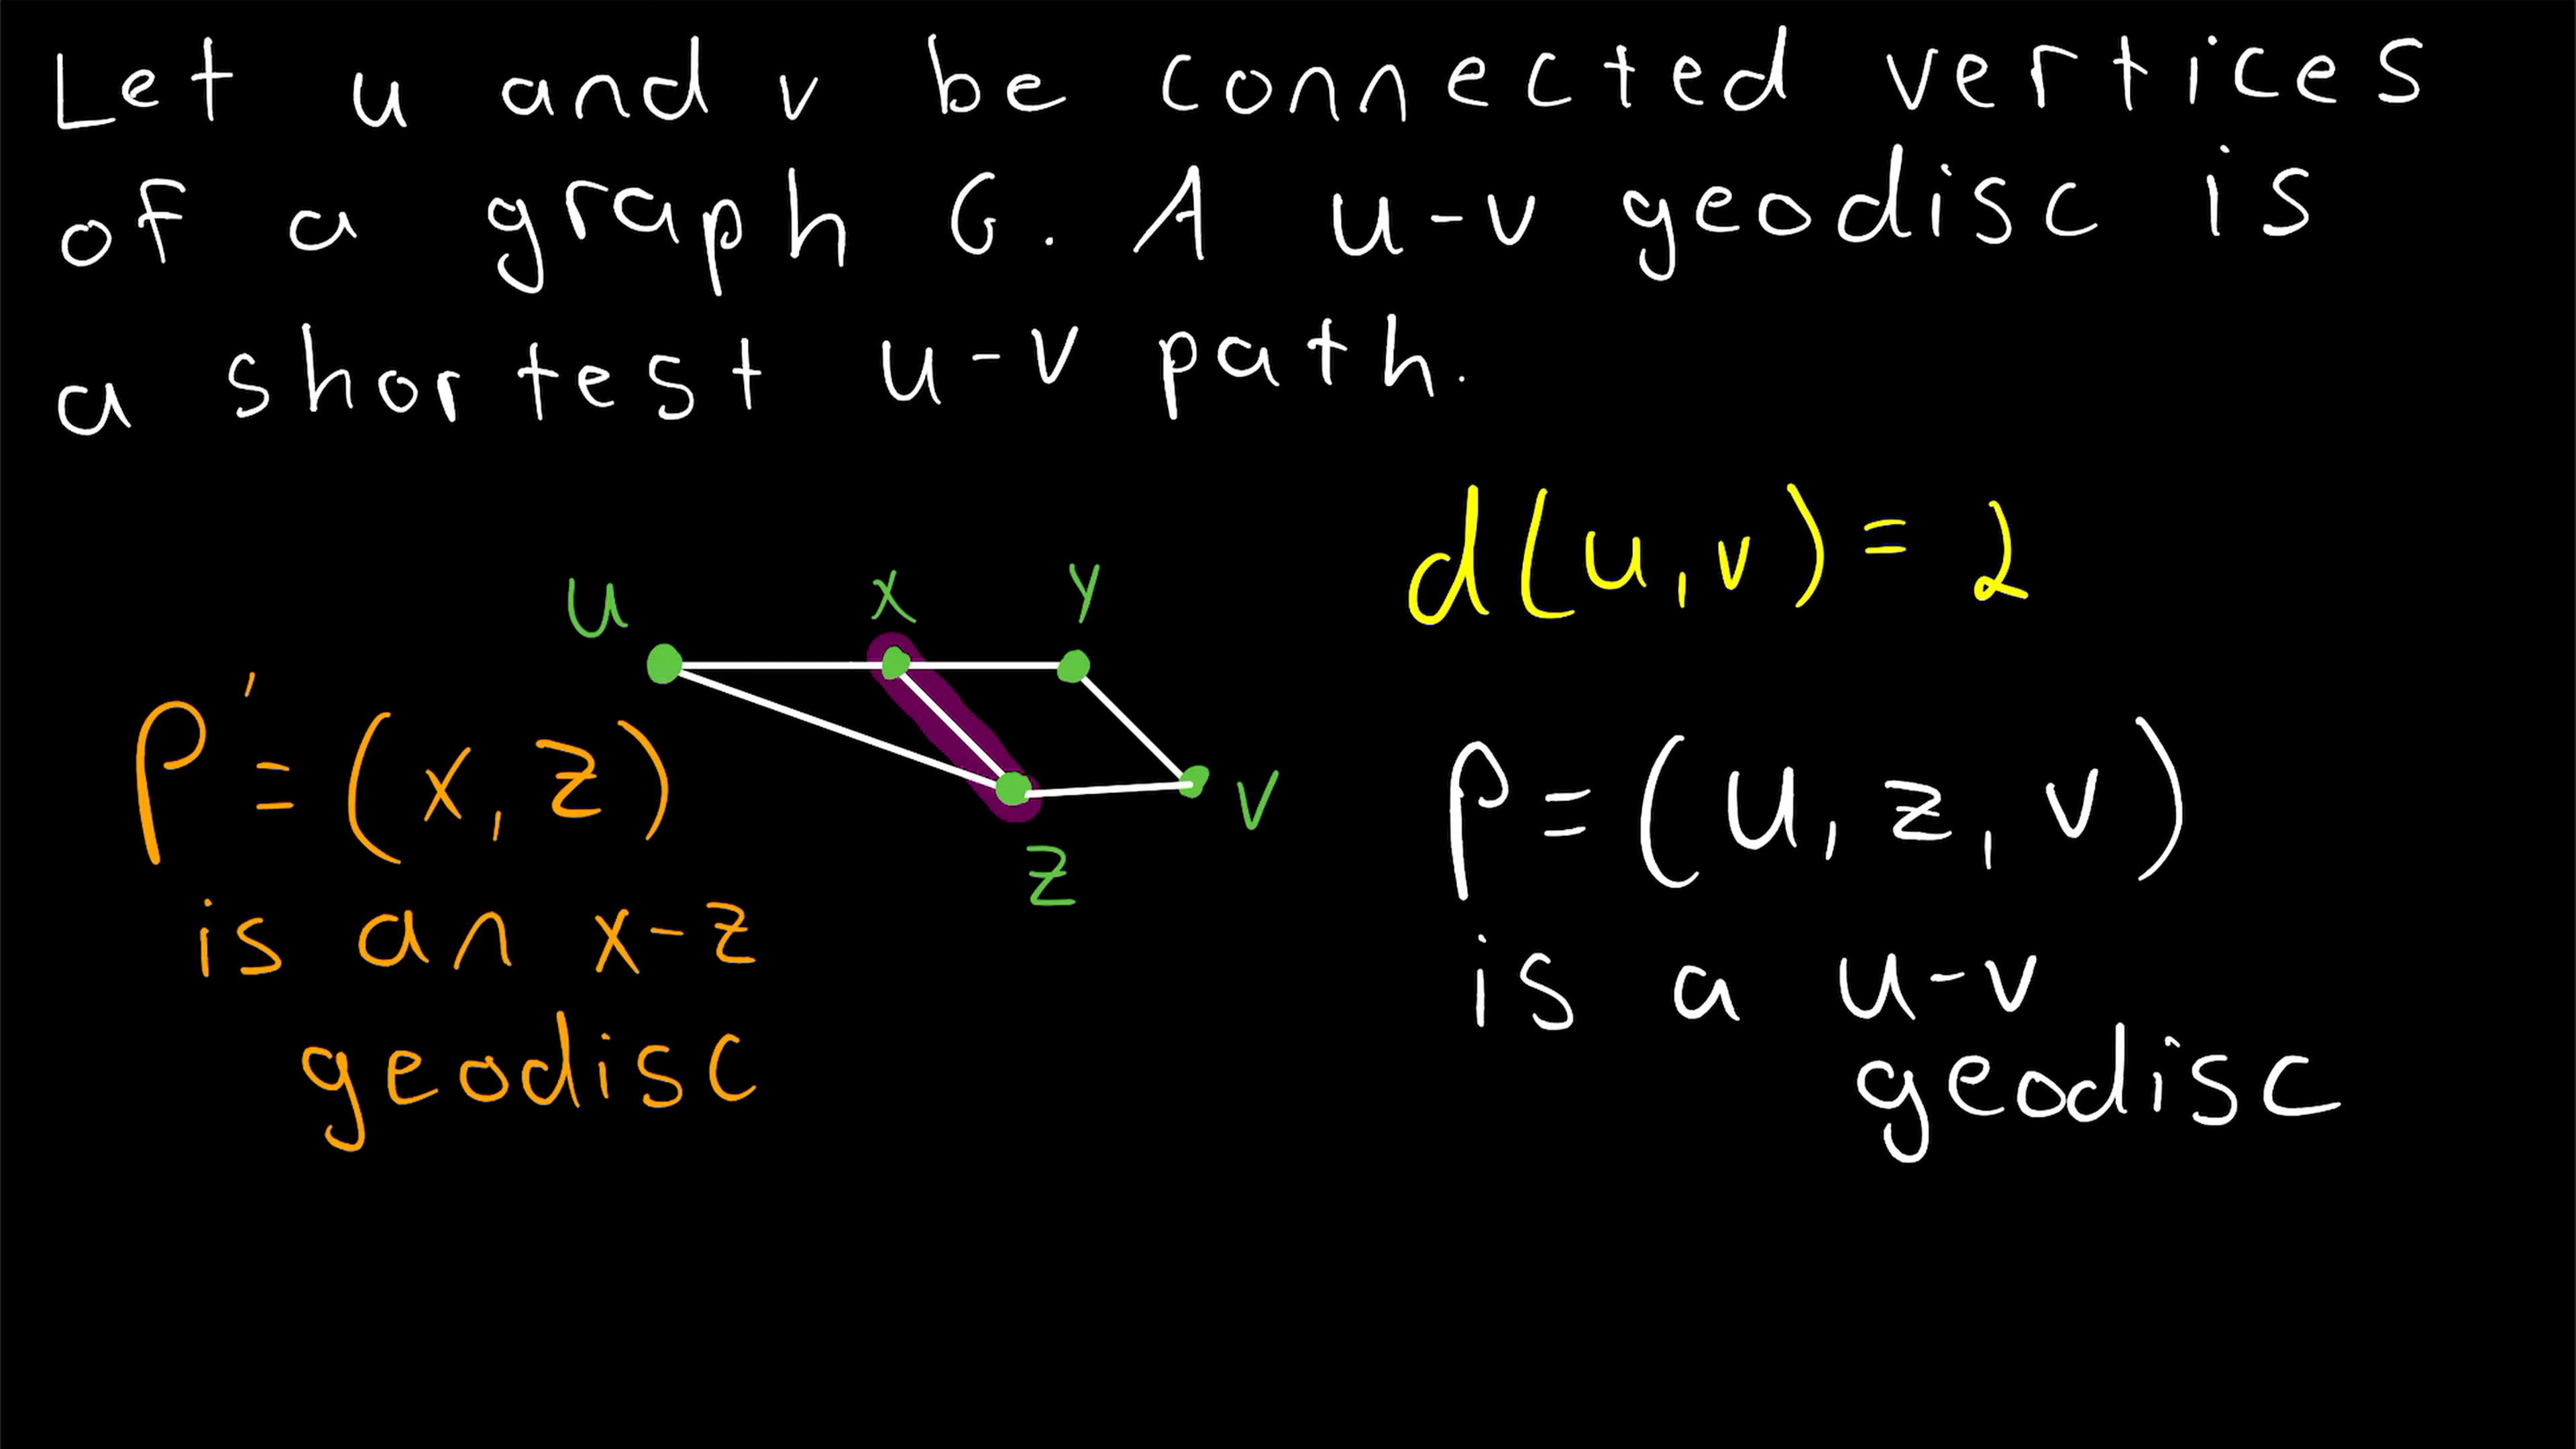 Let u and v be connected vertices
of a graph G. A u-v geodisc is
a shortest u-v path.
d(u,v) = 2
u x y
v
z
P' = (x, z)
is an x-z
geodisc
P = (u, z, v)
is a u-v
geodisc